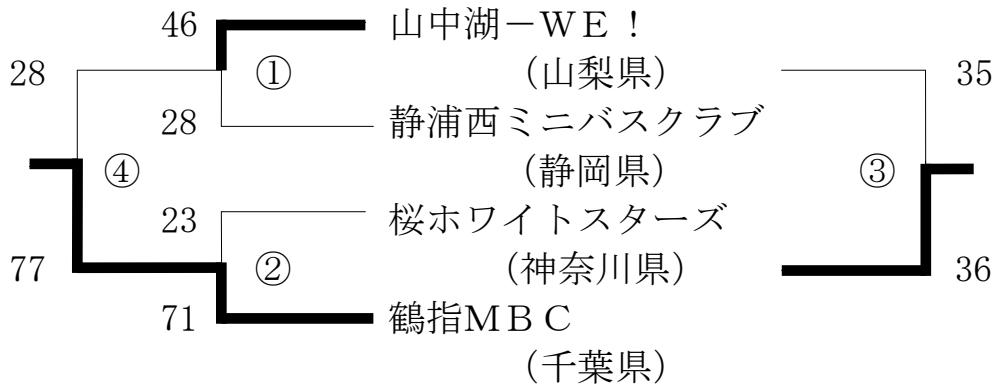 46 山中湖－ＷＥ！
28 ① （山梨県） 35
28 静浦西ミニバスクラブ
④ （静岡県） ③
23 桜ホワイトスターズ
77 ② （神奈川県） 36
71 鶴指ＭＢＣ
（千葉県）